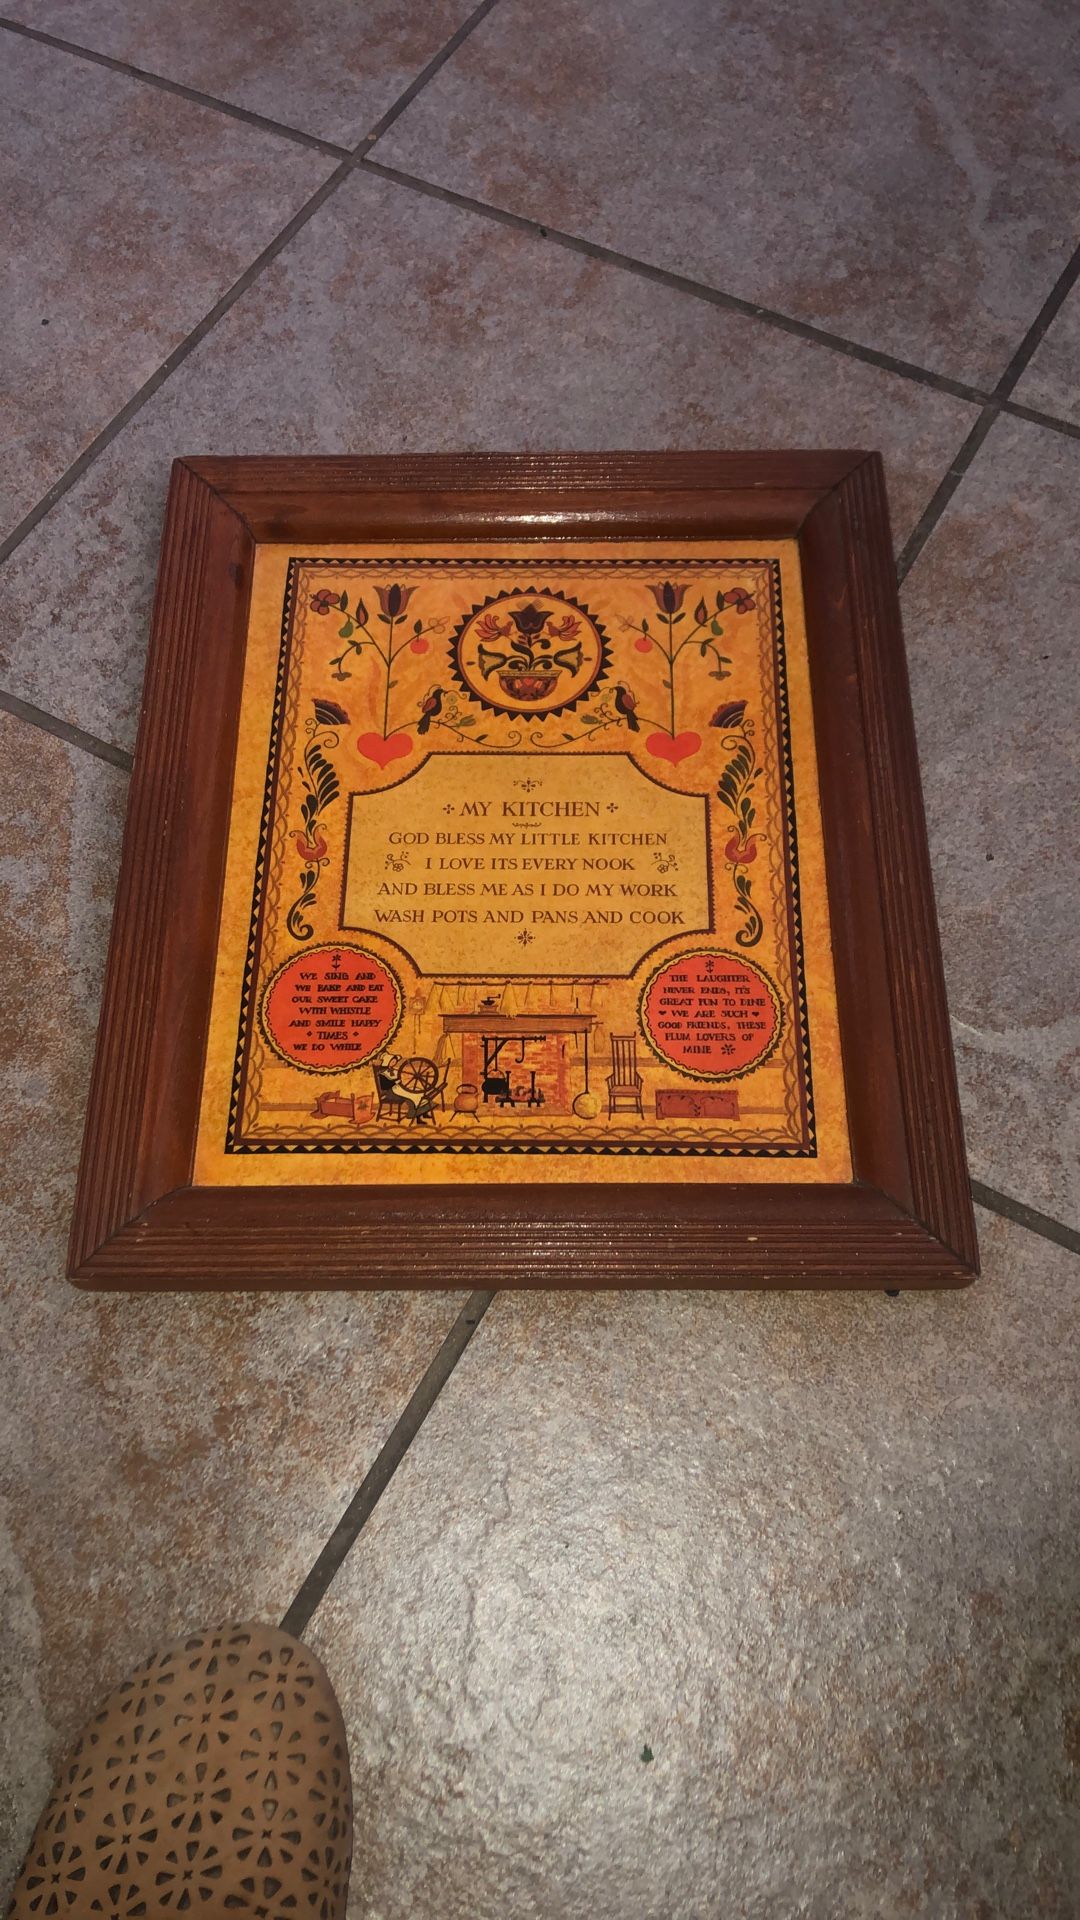 MY KITCHEN
GOD BLESS MY LITTLE KITCHEN
I LOVE ITS EVERY NOOK
AND BLESS ME AS I DO MY WORK
WASH POTS AND PANS AND COOK
WE SING AND
WE BAKE AND EAT
OUR SWEET CAKE
WITH WHISTLE
AND SMILE HAPPY
TIMES
WE DO WHILE
THE LAUGHTER
NEVER ENDS, IT'S
GREAT FUN TO DINE
WE ARE SUCH
GOOD FRIENDS, THESE
PLUM LOVERS OF
MINE